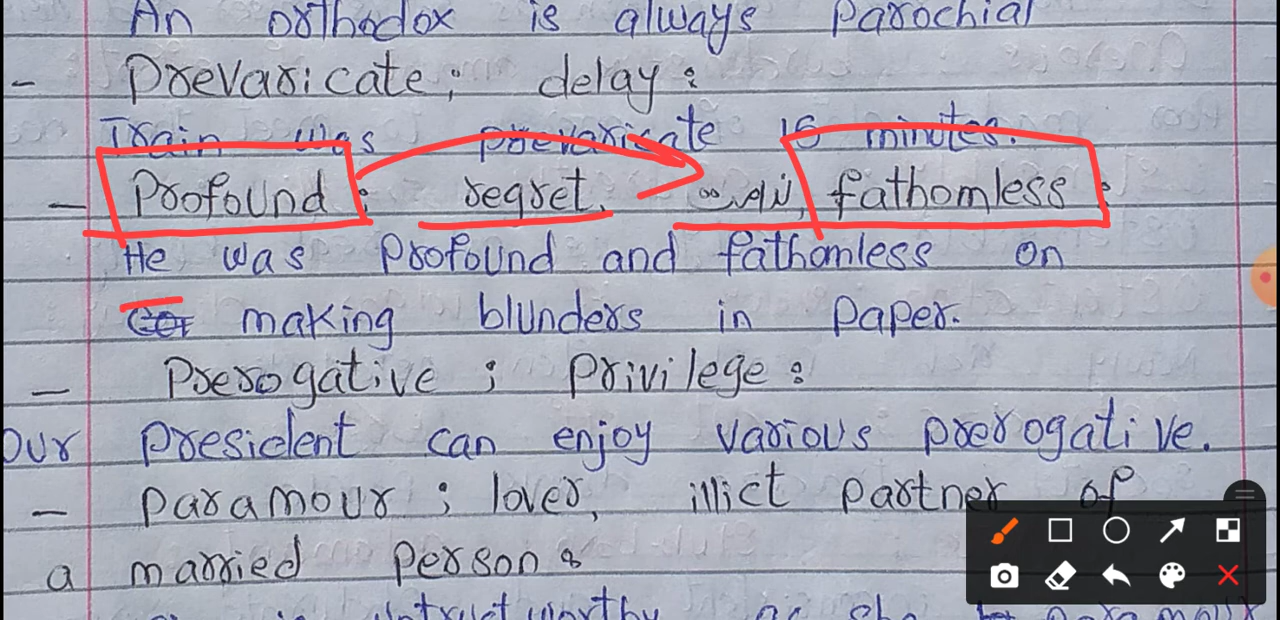 An orthodox is always Parochial
- Prevaricate; delay:
Train was prevaricate 15 minutes.
- Profound; regret, fathomless:
He was Profound and fathomless on
making blunders in Paper.
- Prerogative; Privilege:
our President can enjoy various prerogative.
- paramour; lover, illict partner of
a married person: